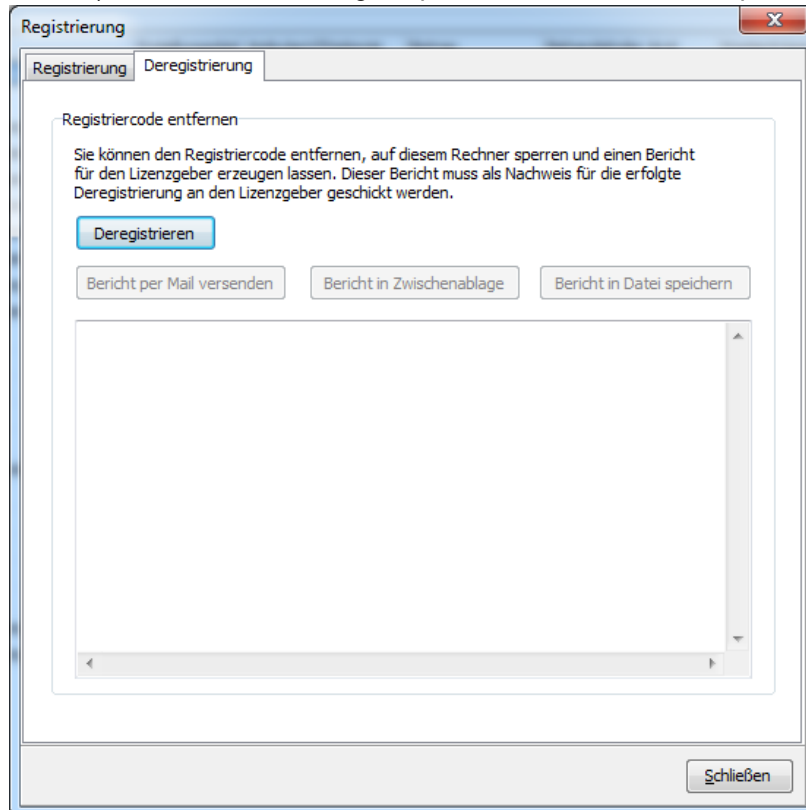 Registrierung
Registrierung Deregistrierung
Registriercode entfernen
Sie können den Registriercode entfernen, auf diesem Rechner sperren und einen Bericht
für den Lizenzgeber erzeugen lassen. Dieser Bericht muss als Nachweis für die erfolgte
Deregistrierung an den Lizenzgeber geschickt werden.
Deregistrieren
Bericht per Mail versenden Bericht in Zwischenablage Bericht in Datei speichern
Schließen